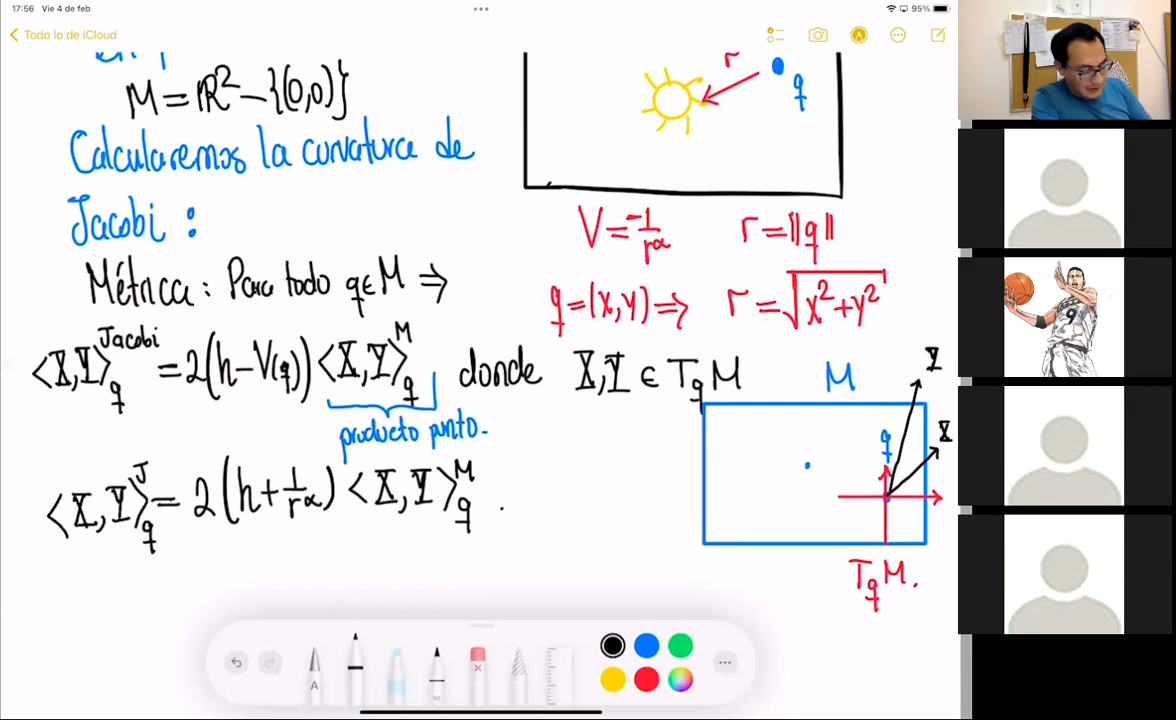 17:56 Vie 4 de feb
95%
Todo lo de iCloud
M = ℝ² - {(0,0)}
Calcularemos la curvatura de
Jacobi :
Métrica : Para todo q∈M ⇒
⟨X,Y⟩_q^Jacobi = 2(h-V(q)) ⟨X,Y⟩_q^M donde X,Y ∈ T_qM
producto punto.
⟨X,Y⟩_q^J = 2(h+1/r^α) ⟨X,Y⟩_q^M .
r
q
V = -1/r^α r = ||q||
q = (x,y) ⇒ r = √(x²+y²)
M
Y
X
q
T_qM.
A
9